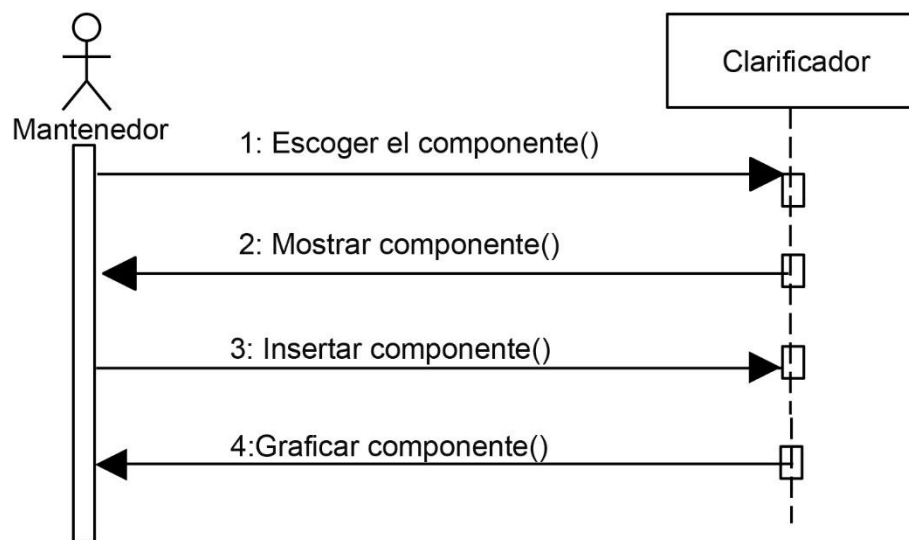 Clarificador
Mantenedor
1: Escoger el componente()
2: Mostrar componente()
3: Insertar componente()
4:Graficar componente()